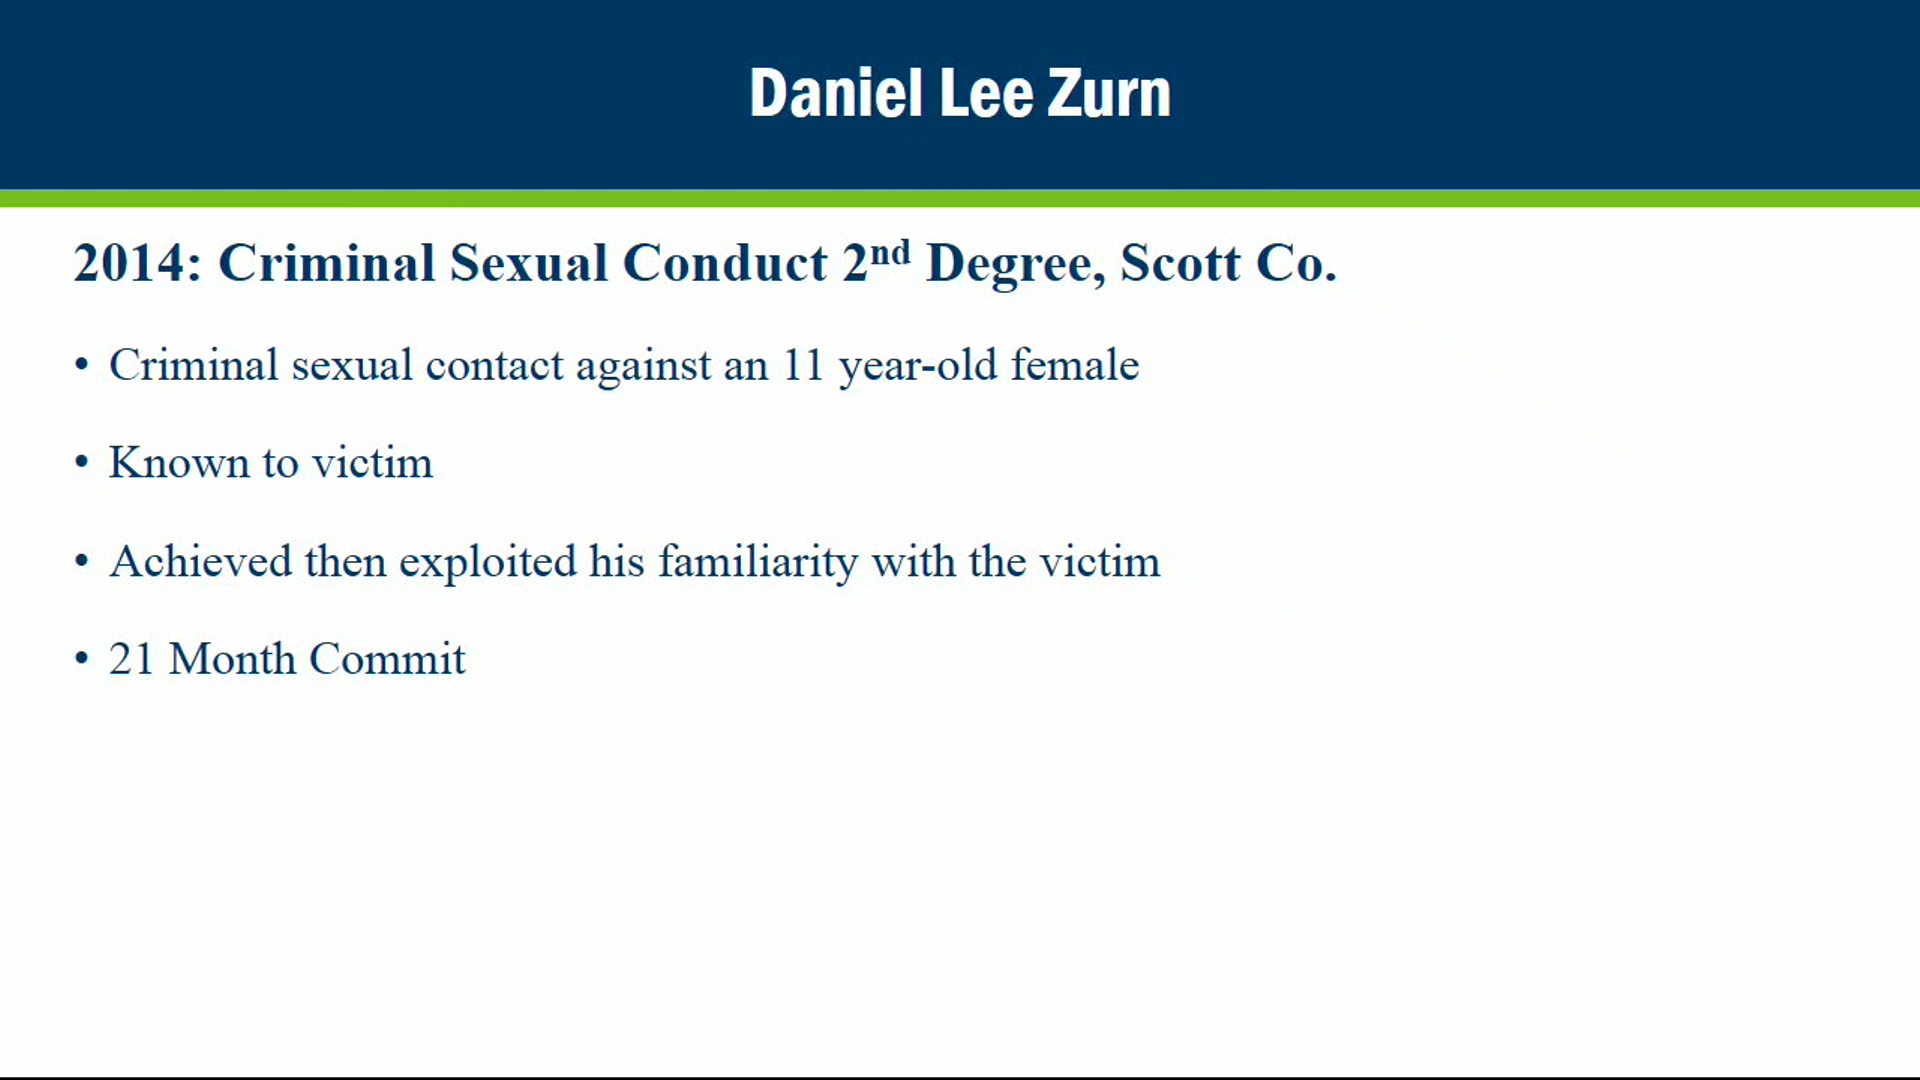 Daniel Lee Zurn
2014: Criminal Sexual Conduct 2nd Degree, Scott Co.
• Criminal sexual contact against an 11 year-old female
• Known to victim
• Achieved then exploited his familiarity with the victim
• 21 Month Commit